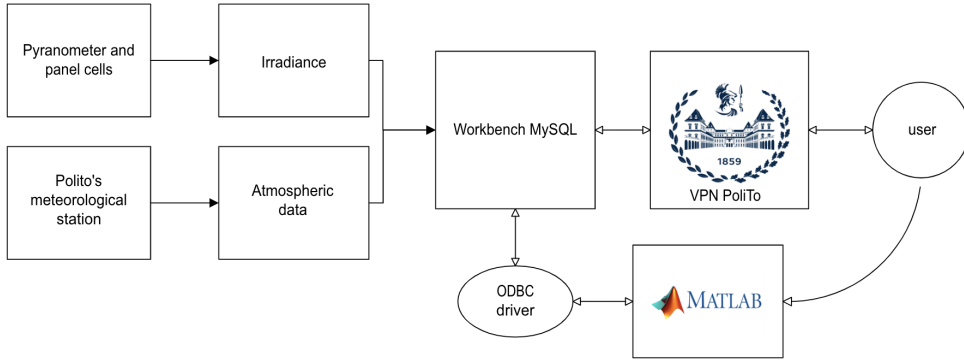 Pyranometer and
panel cells
Irradiance
Polito's
meteorological
station
Atmospheric
data
Workbench MySQL
1859
VPN PoliTo
user
ODBC
driver
MATLAB